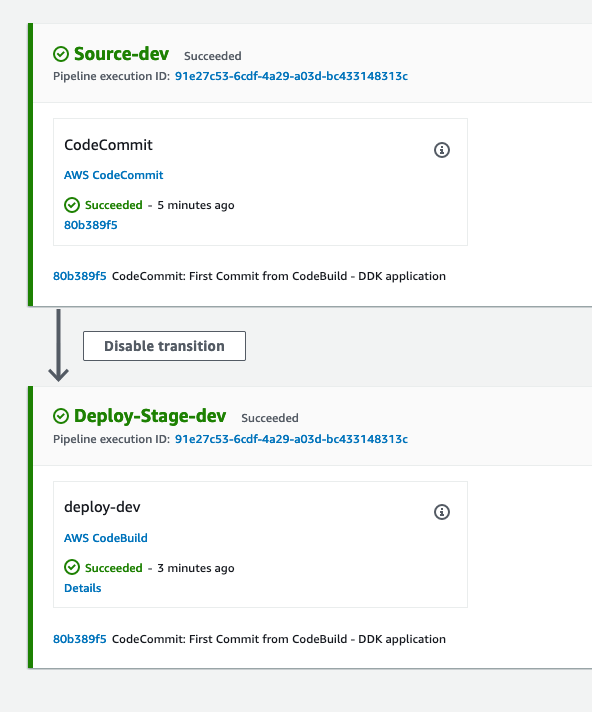 Source-dev Succeeded
Pipeline execution ID: 91e27c53-6cdf-4a29-a03d-bc433148313c
CodeCommit
AWS CodeCommit
Succeeded - 5 minutes ago
80b389f5
80b389f5 CodeCommit: First Commit from CodeBuild - DDK application
Disable transition
Deploy-Stage-dev Succeeded
Pipeline execution ID: 91e27c53-6cdf-4a29-a03d-bc433148313c
deploy-dev
AWS CodeBuild
Succeeded - 3 minutes ago
Details
80b389f5 CodeCommit: First Commit from CodeBuild - DDK application